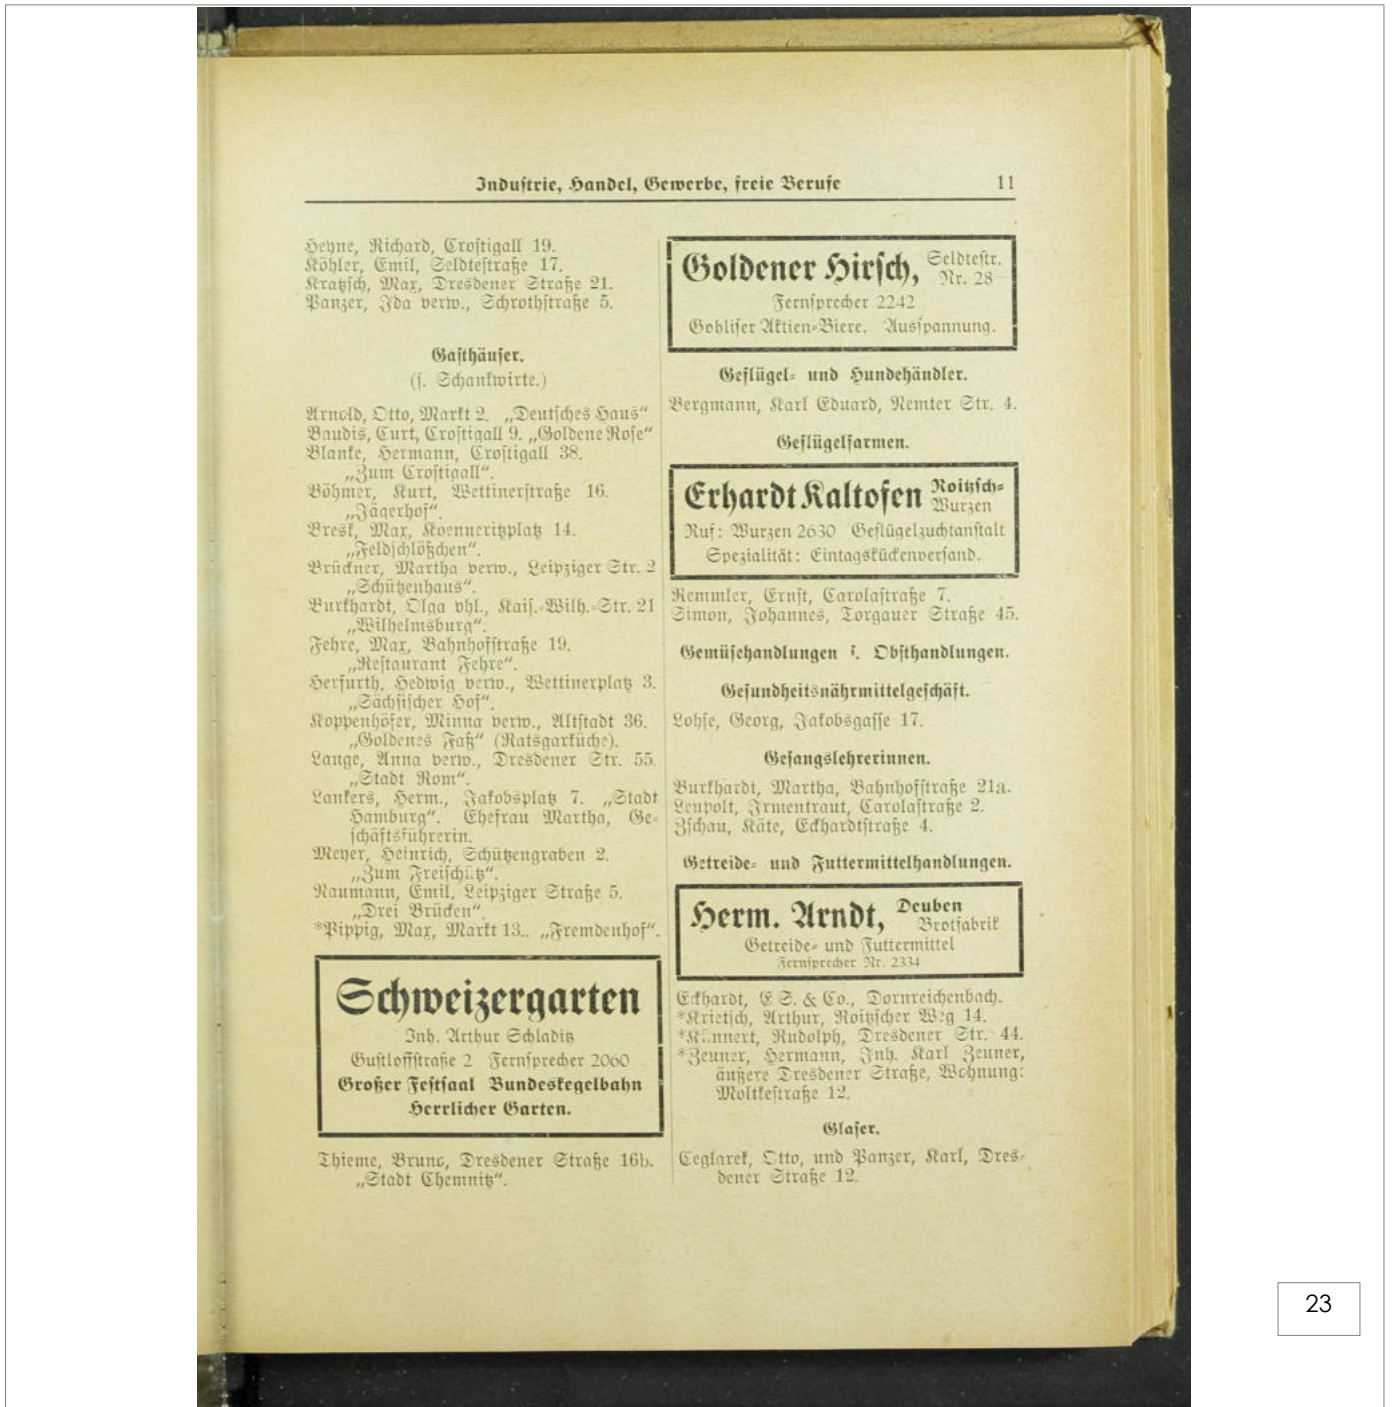 Industrie, Handel, Gewerbe, freie Berufe 11
Heyne, Richard, Crostigall 19.
Köhler, Emil, Seldtestraße 17.
Kratzsch, Max, Dresdener Straße 21.
Panzer, Ida verw., Schrothstraße 5.
Gasthäuser.
(s. Schankwirte.)
Arnold, Otto, Markt 2. „Deutsches Haus“
Baudis, Curt, Crostigall 9. „Goldene Rose“
Blanke, Hermann, Crostigall 38.
„Zum Crostigall“.
Böhmer, Kurt, Wettinerstraße 16.
„Jägerhof“.
Bresk, Max, Koenneritzplatz 14.
„Feldschlößchen“.
Brückner, Martha verw., Leipziger Str. 2
„Schützenhaus“.
Burkhardt, Olga vhl., Kais.-Wilh.-Str. 21
„Wilhelmsburg“.
Fehre, Max, Bahnhofstraße 19.
„Restaurant Fehre“.
Herfurth, Hedwig verw., Wettinerplatz 3.
„Sächsischer Hof“.
Koppenhöfer, Minna verw., Altstadt 36.
„Goldenes Faß“ (Ratsgarküche).
Lange, Anna verw., Dresdener Str. 55.
„Stadt Rom“.
Lankers, Herm., Jakobsplatz 7. „Stadt
Hamburg“. Ehefrau Martha, Ge-
schäftsführerin.
Meyer, Heinrich, Schützengraben 2.
„Zum Freischütz“.
Naumann, Emil, Leipziger Straße 5.
„Drei Brücken“.
*Pippig, Max, Markt 13.. „Fremdenhof“.
Schweizergarten
Inh. Arthur Schladitz
Gustloffstraße 2 Fernsprecher 2060
Großer Festsaal Bundeskegelbahn
Herrlicher Garten.
Thieme, Bruno, Dresdener Straße 16b.
„Stadt Chemnitz“.
Goldener Hirsch, Seldtestr.
Nr. 28
Fernsprecher 2242
Gohliser Aktien-Biere. Ausspannung.
Geflügel- und Hundehändler.
Bergmann, Karl Eduard, Nemter Str. 4.
Geflügelfarmen.
Erhardt Kaltofen Roitzsch-
Wurzen
Ruf: Wurzen 2630 Geflügelzuchtanstalt
Spezialität: Eintagskückenversand.
Remmler, Ernst, Carolastraße 7.
Simon, Johannes, Torgauer Straße 45.
Gemüsehandlungen s. Obsthandlungen.
Gesundheitsnährmittelgeschäft.
Lohse, Georg, Jakobsgasse 17.
Gesangslehrerinnen.
Burkhardt, Martha, Bahnhofstraße 21a.
Leupolt, Irmentraut, Carolastraße 2.
Zschau, Käte, Eckhardtstraße 4.
Getreide- und Futtermittelhandlungen.
Herm. Arndt, Deuben
Brotfabrik
Getreide- und Futtermittel
Fernsprecher Nr. 2334
Eckhardt, E. S. & Co., Dornreichenbach.
*Krietsch, Arthur, Roitzscher Weg 14.
*Künnert, Rudolph, Dresdener Str. 44.
*Zeuner, Hermann, Inh. Karl Zeuner,
äußere Dresdener Straße, Wohnung:
Moltkestraße 12.
Glaser.
Ceglarek, Otto, und Panzer, Karl, Dres-
dener Straße 12.
23